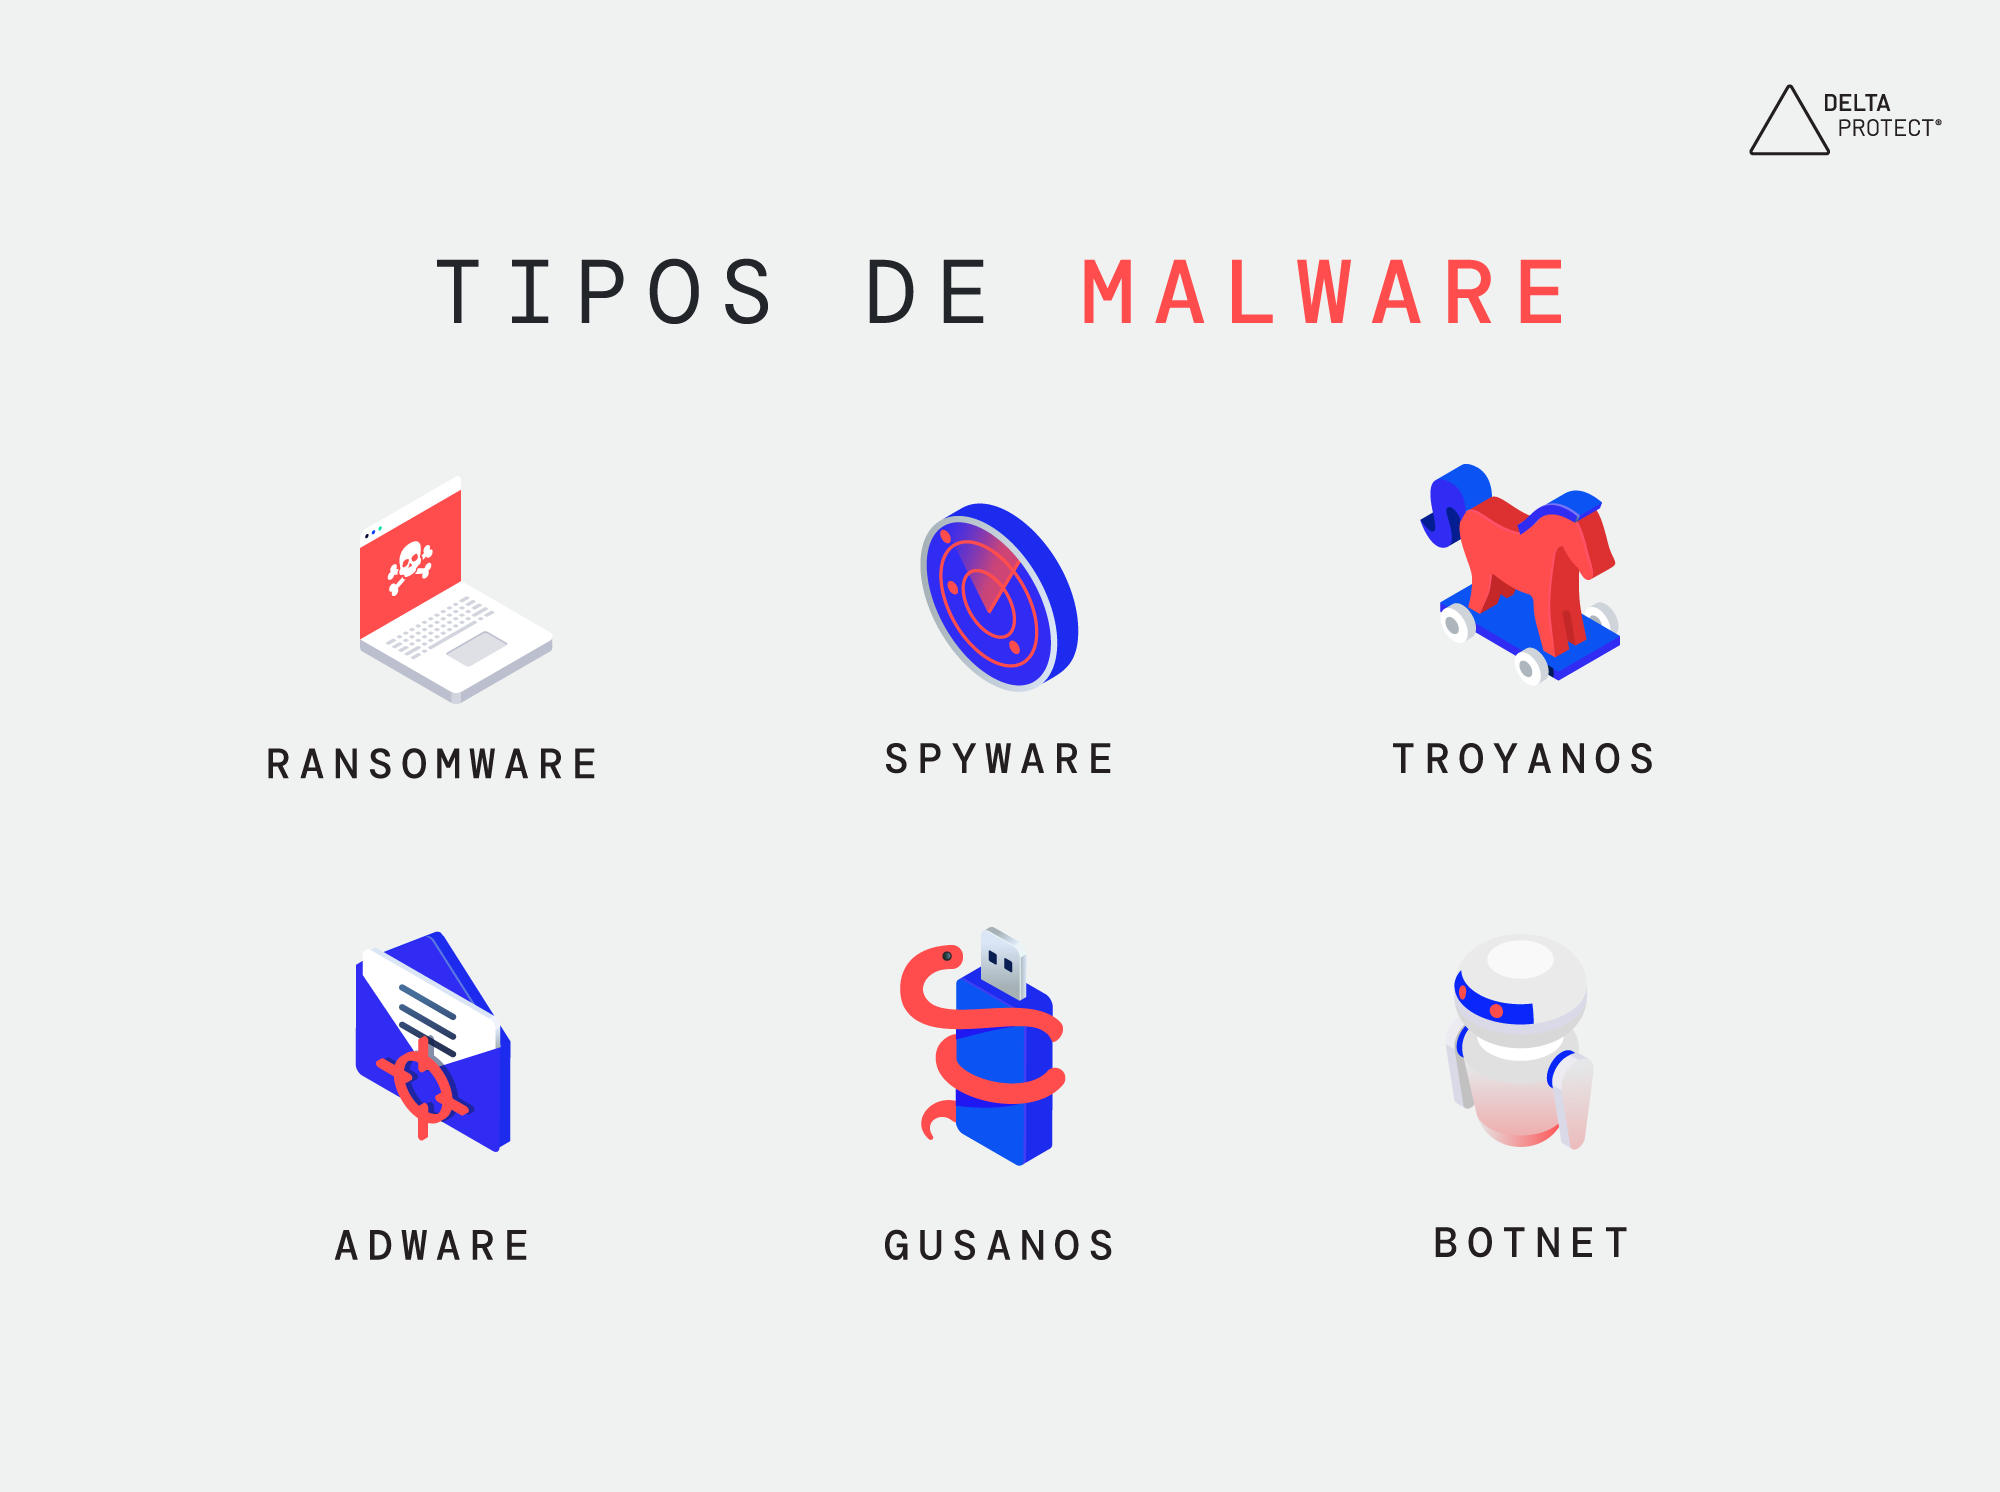 DELTA
PROTECT®
TIPOS DE MALWARE
RANSOMWARE
SPYWARE
TROYANOS
ADWARE
GUSANOS
BOTNET